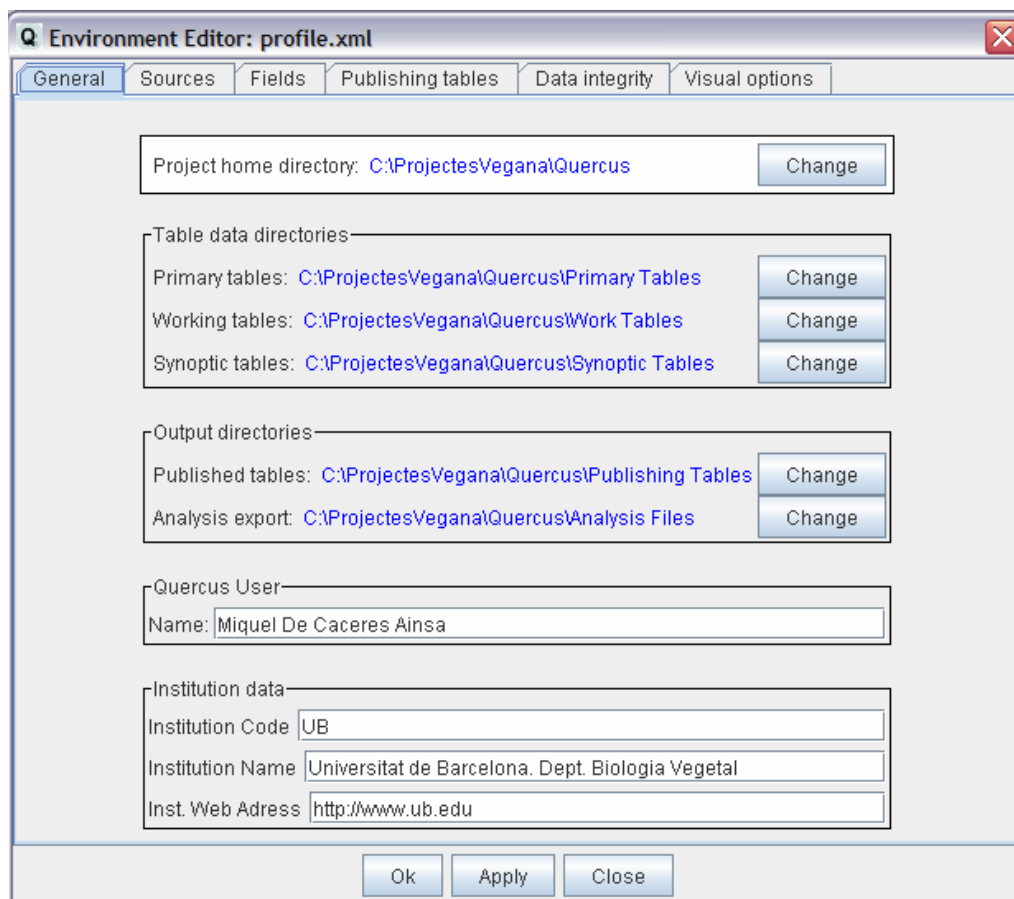 Q Environment Editor: profile.xml
General Sources Fields Publishing tables Data integrity Visual options
Project home directory: C:\ProjectesVegana\Quercus Change
Table data directories
Primary tables: C:\ProjectesVegana\Quercus\Primary Tables Change
Working tables: C:\ProjectesVegana\Quercus\Work Tables Change
Synoptic tables: C:\ProjectesVegana\Quercus\Synoptic Tables Change
Output directories
Published tables: C:\ProjectesVegana\Quercus\Publishing Tables Change
Analysis export: C:\ProjectesVegana\Quercus\Analysis Files Change
Quercus User
Name: Miquel De Caceres Ainsa
Institution data
Institution Code UB
Institution Name Universitat de Barcelona. Dept. Biologia Vegetal
Inst. Web Adress http://www.ub.edu
Ok Apply Close